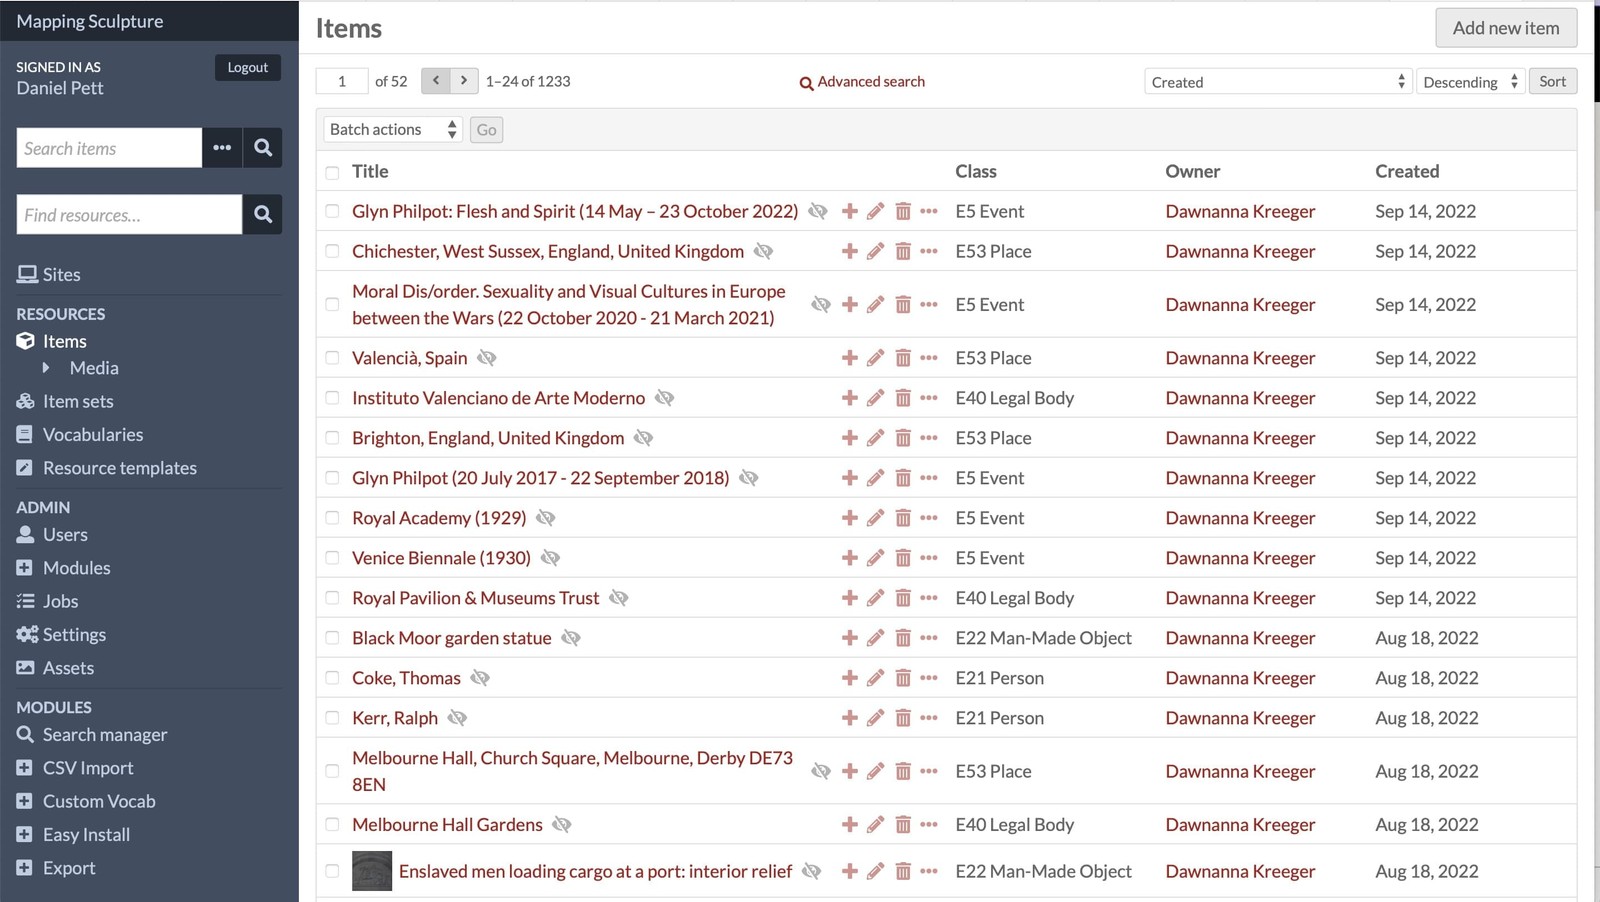 Mapping Sculpture
SIGNED IN AS
Logout
Daniel Pett
Search items
Find resources...
Sites
RESOURCES
Items
Media
Item sets
Vocabularies
Resource templates
ADMIN
Users
Modules
Jobs
Settings
Assets
MODULES
Search manager
CSV Import
Custom Vocab
Easy Install
Export
Items
Add new item
1 of 52 1–24 of 1233 Advanced search Created Descending Sort
Batch actions Go
Title Class Owner Created
Glyn Philpot: Flesh and Spirit (14 May – 23 October 2022) E5 Event Dawnanna Kreeger Sep 14, 2022
Chichester, West Sussex, England, United Kingdom E53 Place Dawnanna Kreeger Sep 14, 2022
Moral Dis/order. Sexuality and Visual Cultures in Europe
between the Wars (22 October 2020 - 21 March 2021) E5 Event Dawnanna Kreeger Sep 14, 2022
Valencià, Spain E53 Place Dawnanna Kreeger Sep 14, 2022
Instituto Valenciano de Arte Moderno E40 Legal Body Dawnanna Kreeger Sep 14, 2022
Brighton, England, United Kingdom E53 Place Dawnanna Kreeger Sep 14, 2022
Glyn Philpot (20 July 2017 - 22 September 2018) E5 Event Dawnanna Kreeger Sep 14, 2022
Royal Academy (1929) E5 Event Dawnanna Kreeger Sep 14, 2022
Venice Biennale (1930) E5 Event Dawnanna Kreeger Sep 14, 2022
Royal Pavilion & Museums Trust E40 Legal Body Dawnanna Kreeger Sep 14, 2022
Black Moor garden statue E22 Man-Made Object Dawnanna Kreeger Aug 18, 2022
Coke, Thomas E21 Person Dawnanna Kreeger Aug 18, 2022
Kerr, Ralph E21 Person Dawnanna Kreeger Aug 18, 2022
Melbourne Hall, Church Square, Melbourne, Derby DE73
8EN E53 Place Dawnanna Kreeger Aug 18, 2022
Melbourne Hall Gardens E40 Legal Body Dawnanna Kreeger Aug 18, 2022
Enslaved men loading cargo at a port: interior relief E22 Man-Made Object Dawnanna Kreeger Aug 18, 2022